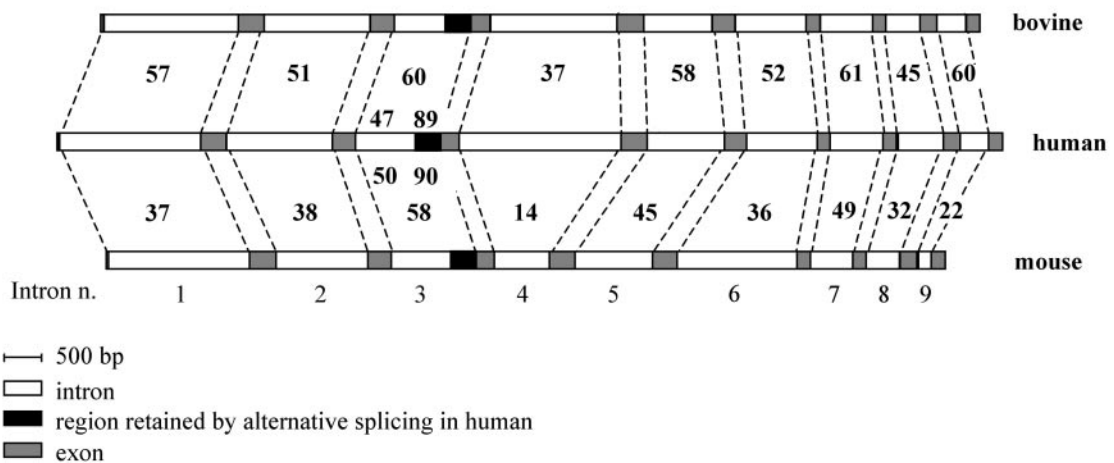 bovine
57 51 60 37 58 52 61 45 60
47 89
human
50 90
37 38 58 14 45 36 49 32 22
mouse
Intron n. 1 2 3 4 5 6 7 8 9
500 bp
intron
region retained by alternative splicing in human
exon